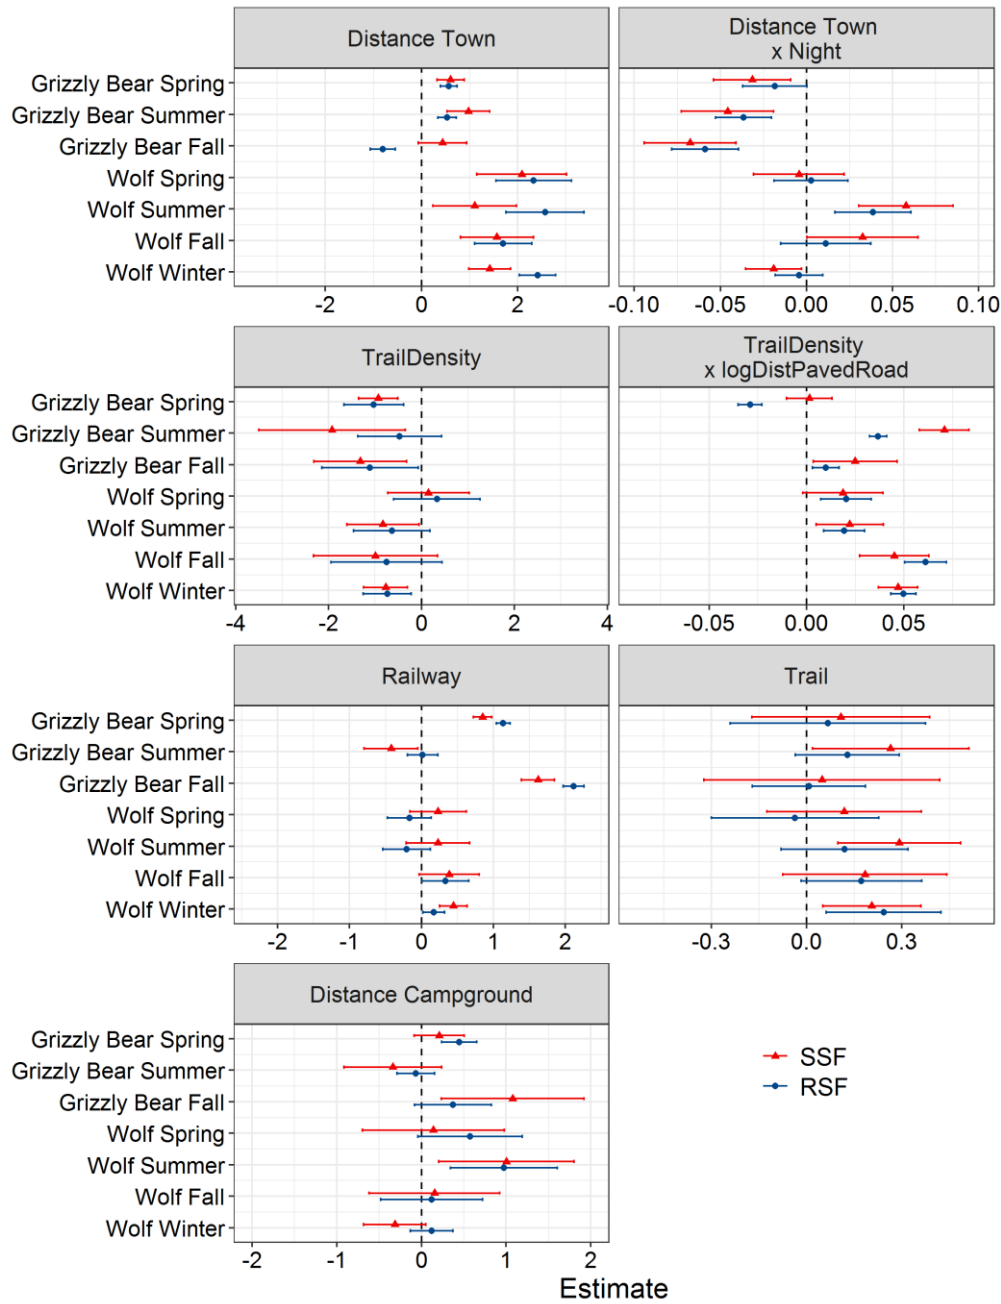 Distance Town
Distance Town
x Night
Grizzly Bear Spring
Grizzly Bear Summer
Grizzly Bear Fall
Wolf Spring
Wolf Summer
Wolf Fall
Wolf Winter
-2 0 2
-0.10 -0.05 0.00 0.05 0.10
TrailDensity
TrailDensity
x logDistPavedRoad
Grizzly Bear Spring
Grizzly Bear Summer
Grizzly Bear Fall
Wolf Spring
Wolf Summer
Wolf Fall
Wolf Winter
-4 -2 0 2 4
-0.05 0.00 0.05
Railway
Trail
Grizzly Bear Spring
Grizzly Bear Summer
Grizzly Bear Fall
Wolf Spring
Wolf Summer
Wolf Fall
Wolf Winter
-2 -1 0 1 2
-0.3 0.0 0.3
Distance Campground
Grizzly Bear Spring
Grizzly Bear Summer
Grizzly Bear Fall
Wolf Spring
Wolf Summer
Wolf Fall
Wolf Winter
-2 -1 0 1 2
SSF
RSF
Estimate